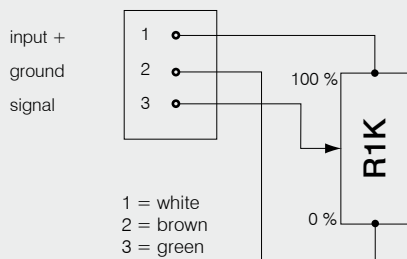 input + 1
ground 2
signal 3
100 %
R1K
0 %
1 = white
2 = brown
3 = green